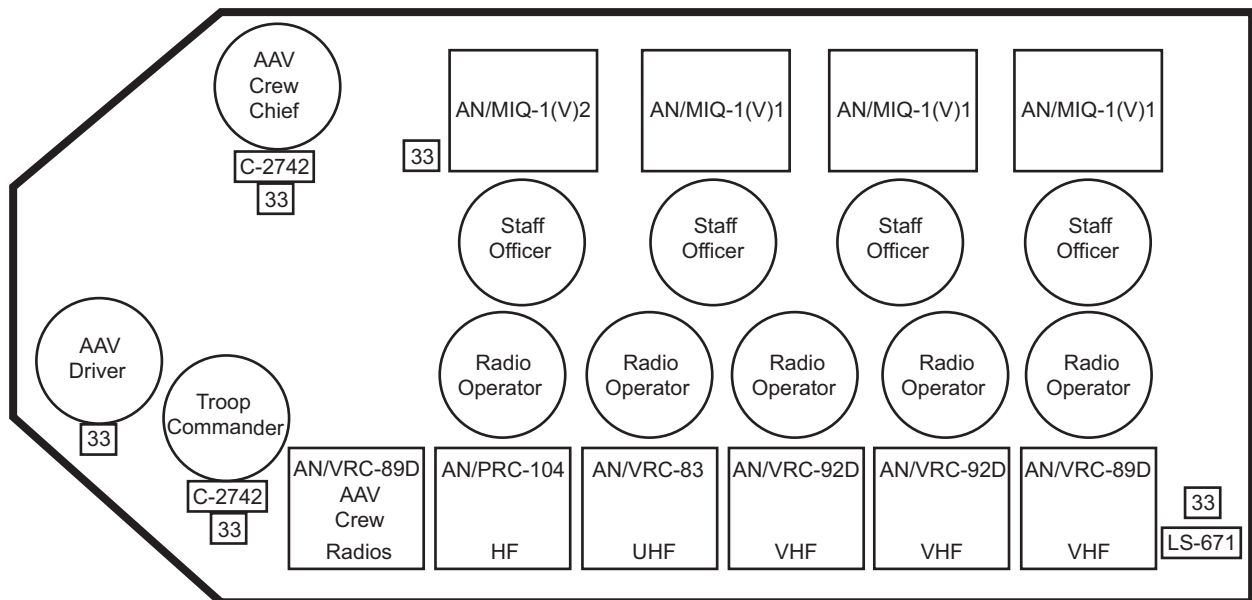 AAV
Crew
Chief
C-2742
33
33
AN/MIQ-1(V)2
AN/MIQ-1(V)1
AN/MIQ-1(V)1
AN/MIQ-1(V)1
Staff
Officer
Staff
Officer
Staff
Officer
Staff
Officer
AAV
Driver
33
Troop
Commander
C-2742
33
Radio
Operator
Radio
Operator
Radio
Operator
Radio
Operator
Radio
Operator
AN/VRC-89D
AAV
Crew
Radios
AN/PRC-104
HF
AN/VRC-83
UHF
AN/VRC-92D
VHF
AN/VRC-92D
VHF
AN/VRC-89D
VHF
33
LS-671